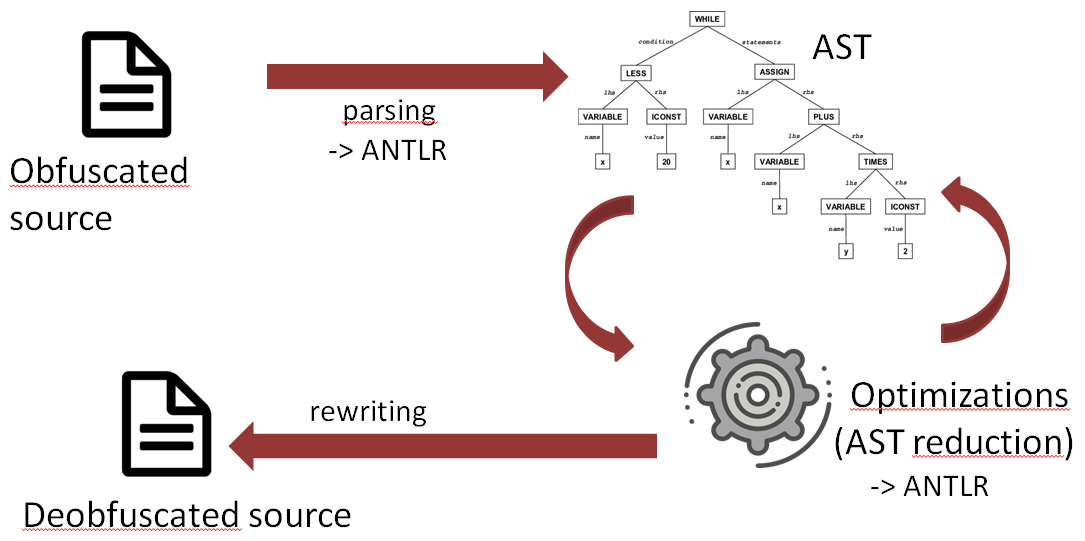 WHILE
condition
statements
AST
LESS
ASSIGN
lhs
rhs
lhs
rhs
VARIABLE
ICONST
VARIABLE
PLUS
name
value
name
lhs
rhs
x
20
x
VARIABLE
TIMES
name
lhs
rhs
x
VARIABLE
ICONST
name
value
y
2
parsing
-> ANTLR
Obfuscated
source
Optimizations
(AST reduction)
-> ANTLR
rewriting
Deobfuscated source